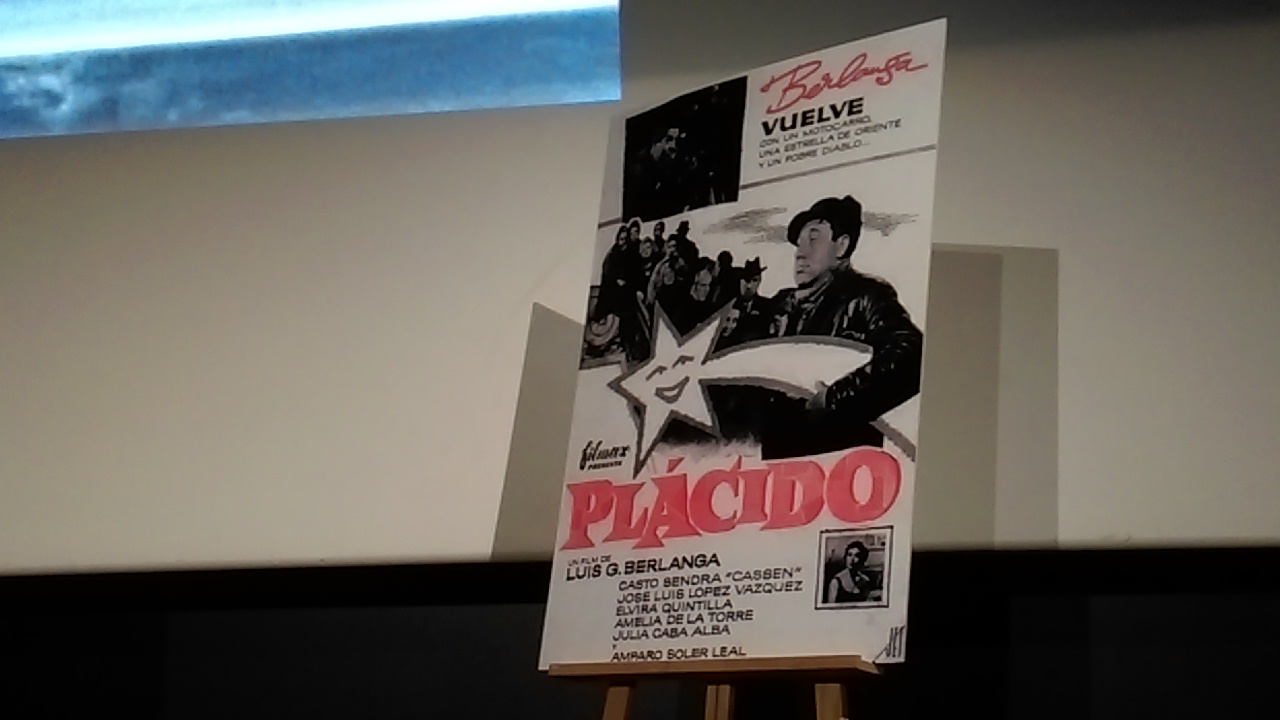 Berlanga
VUELVE
CON UN MOTOCARRO,
UNA ESTRELLA DE ORIENTE
Y UN POBRE DIABLO...
filmax
PRESENTA
PLÁCIDO
UN FILM DE
LUIS G. BERLANGA
CASTO SENDRA "CASSEN"
JOSE LUIS LOPEZ VAZQUEZ
ELVIRA QUINTILLA
AMELIA DE LA TORRE
JULIA CABA ALBA
Y
AMPARO SOLER LEAL
JET